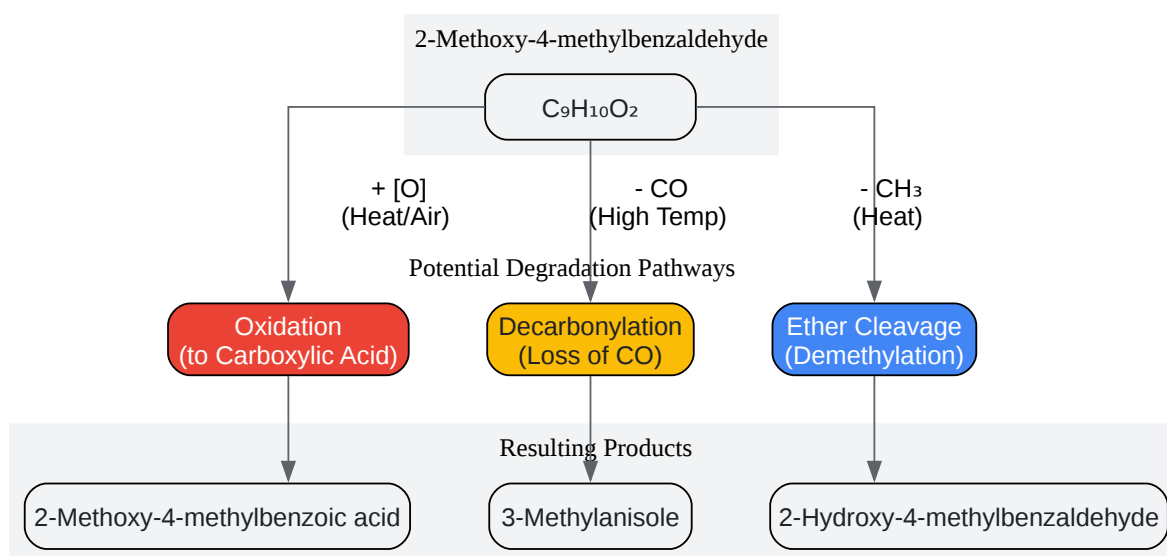 2-Methoxy-4-methylbenzaldehyde
C₉H₁₀O₂
+ [O]
(Heat/Air)
- CO
(High Temp)
- CH₃
(Heat)
Potential Degradation Pathways
Oxidation
(to Carboxylic Acid)
Decarbonylation
(Loss of CO)
Ether Cleavage
(Demethylation)
Resulting Products
2-Methoxy-4-methylbenzoic acid
3-Methylanisole
2-Hydroxy-4-methylbenzaldehyde